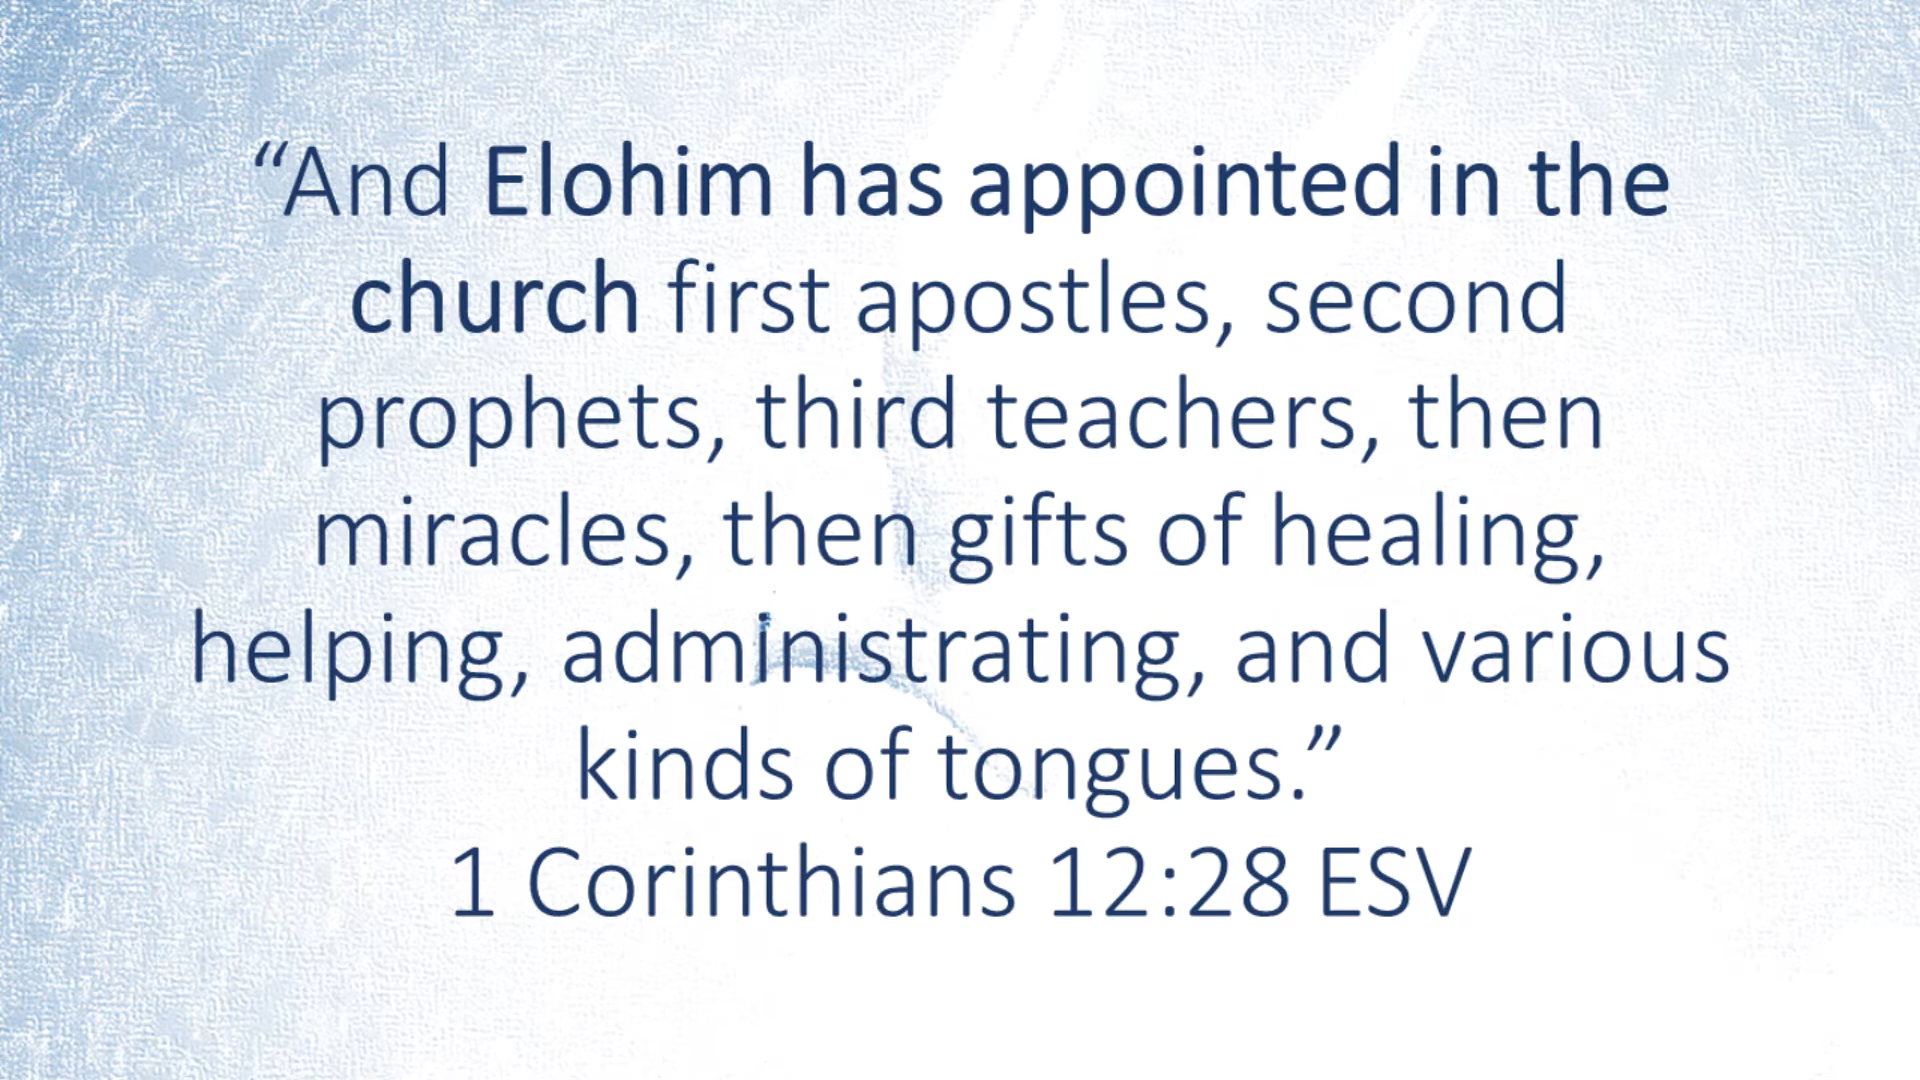 “And Elohim has appointed in the
church first apostles, second
prophets, third teachers, then
miracles, then gifts of healing,
helping, administrating, and various
kinds of tongues.”
1 Corinthians 12:28 ESV